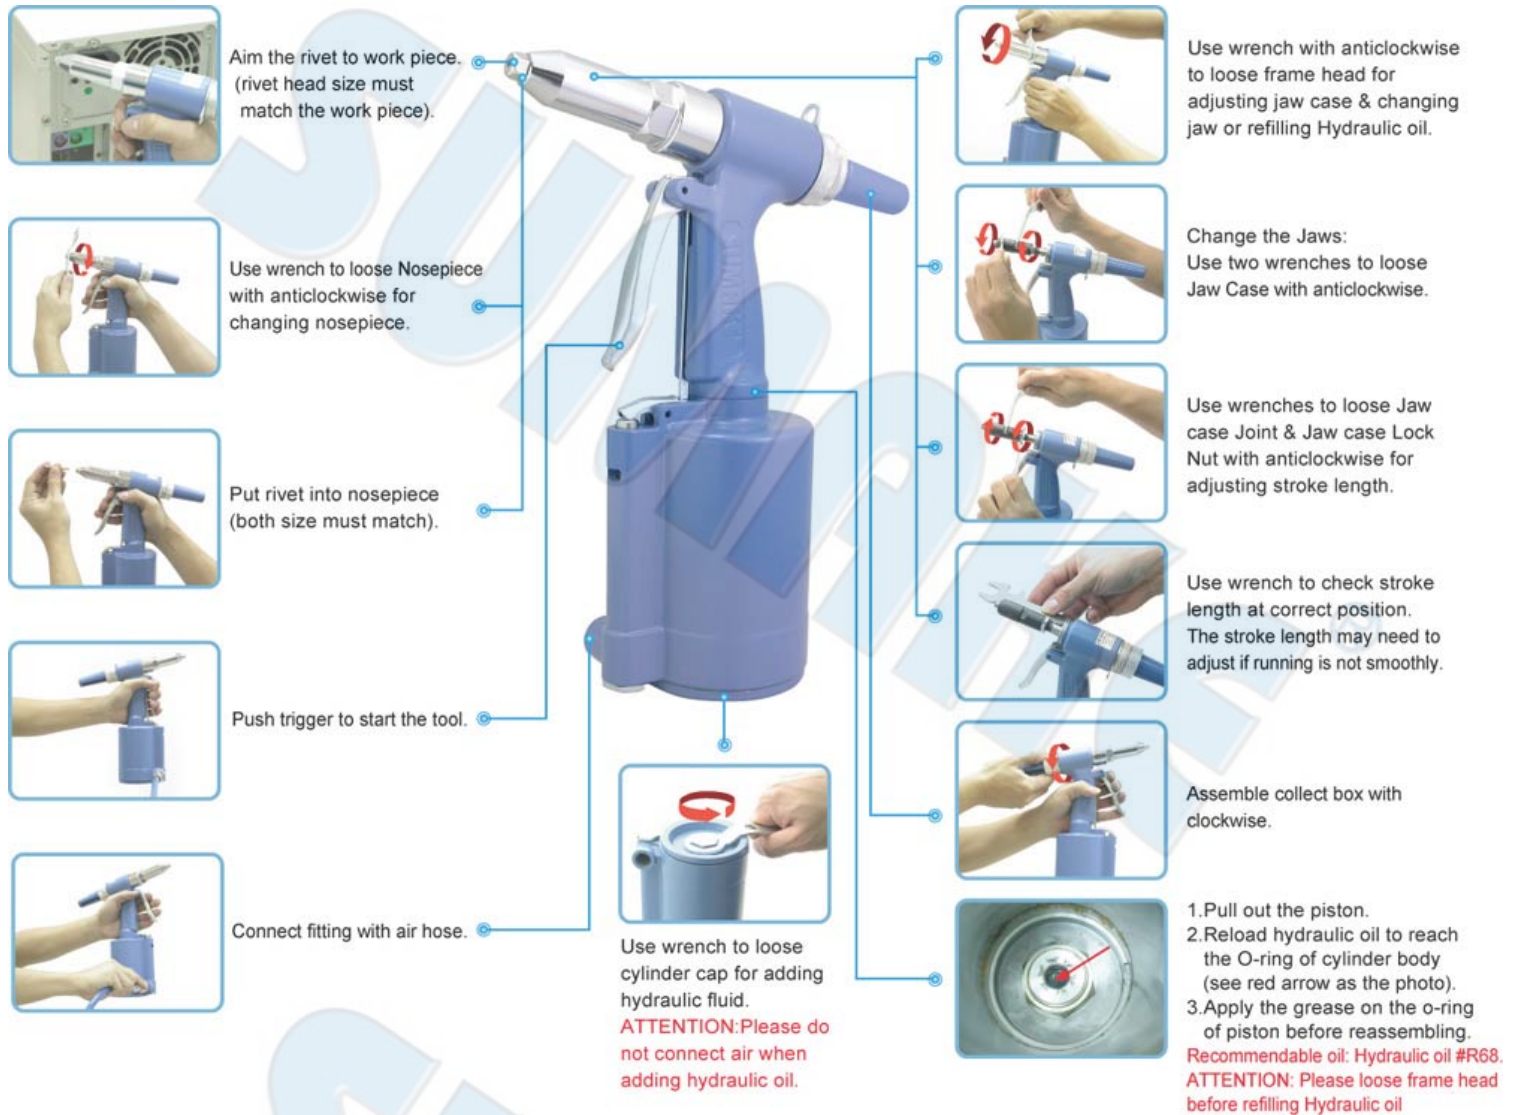 Aim the rivet to work piece.
(rivet head size must
match the work piece).
Use wrench to loose Nosepiece
with anticlockwise for
changing nosepiece.
Put rivet into nosepiece
(both size must match).
Push trigger to start the tool.
Connect fitting with air hose.
SUMAKE
Use wrench to loose
cylinder cap for adding
hydraulic fluid.
ATTENTION:Please do
not connect air when
adding hydraulic oil.
Use wrench with anticlockwise
to loose frame head for
adjusting jaw case & changing
jaw or refilling Hydraulic oil.
Change the Jaws:
Use two wrenches to loose
Jaw Case with anticlockwise.
Use wrenches to loose Jaw
case Joint & Jaw case Lock
Nut with anticlockwise for
adjusting stroke length.
Use wrench to check stroke
length at correct position.
The stroke length may need to
adjust if running is not smoothly.
Assemble collect box with
clockwise.
1.Pull out the piston.
2.Reload hydraulic oil to reach
the O-ring of cylinder body
(see red arrow as the photo).
3.Apply the grease on the o-ring
of piston before reassembling.
Recommendable oil: Hydraulic oil #R68.
ATTENTION: Please loose frame head
before refilling Hydraulic oil